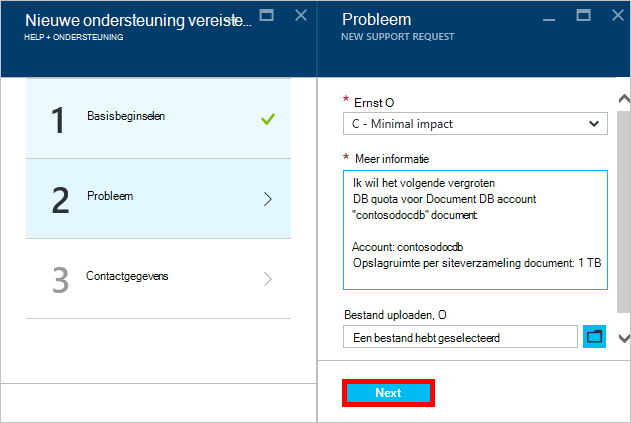 Nieuwe ondersteuning vereiste...
HELP + ONDERSTEUNING
1 Basisbeginselen
2 Probleem
3 Contactgegevens
Probleem
NEW SUPPORT REQUEST
* Ernst O
C - Minimal impact
* Meer informatie
Ik wil het volgende vergroten
DB quota voor Document DB account
"contosodocdb" document:
Account: contosodocdb
Opslagruimte per siteverzameling document: 1 TB
Bestand uploaden, O
Een bestand hebt geselecteerd
Next